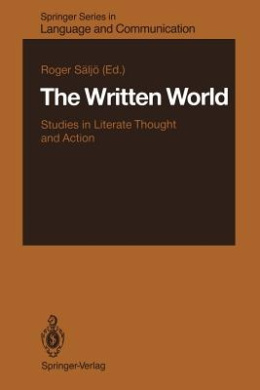 Springer Series in
Language and Communication
Roger Säljö (Ed.)
The Written World
Studies in Literate Thought
and Action
Springer-Verlag